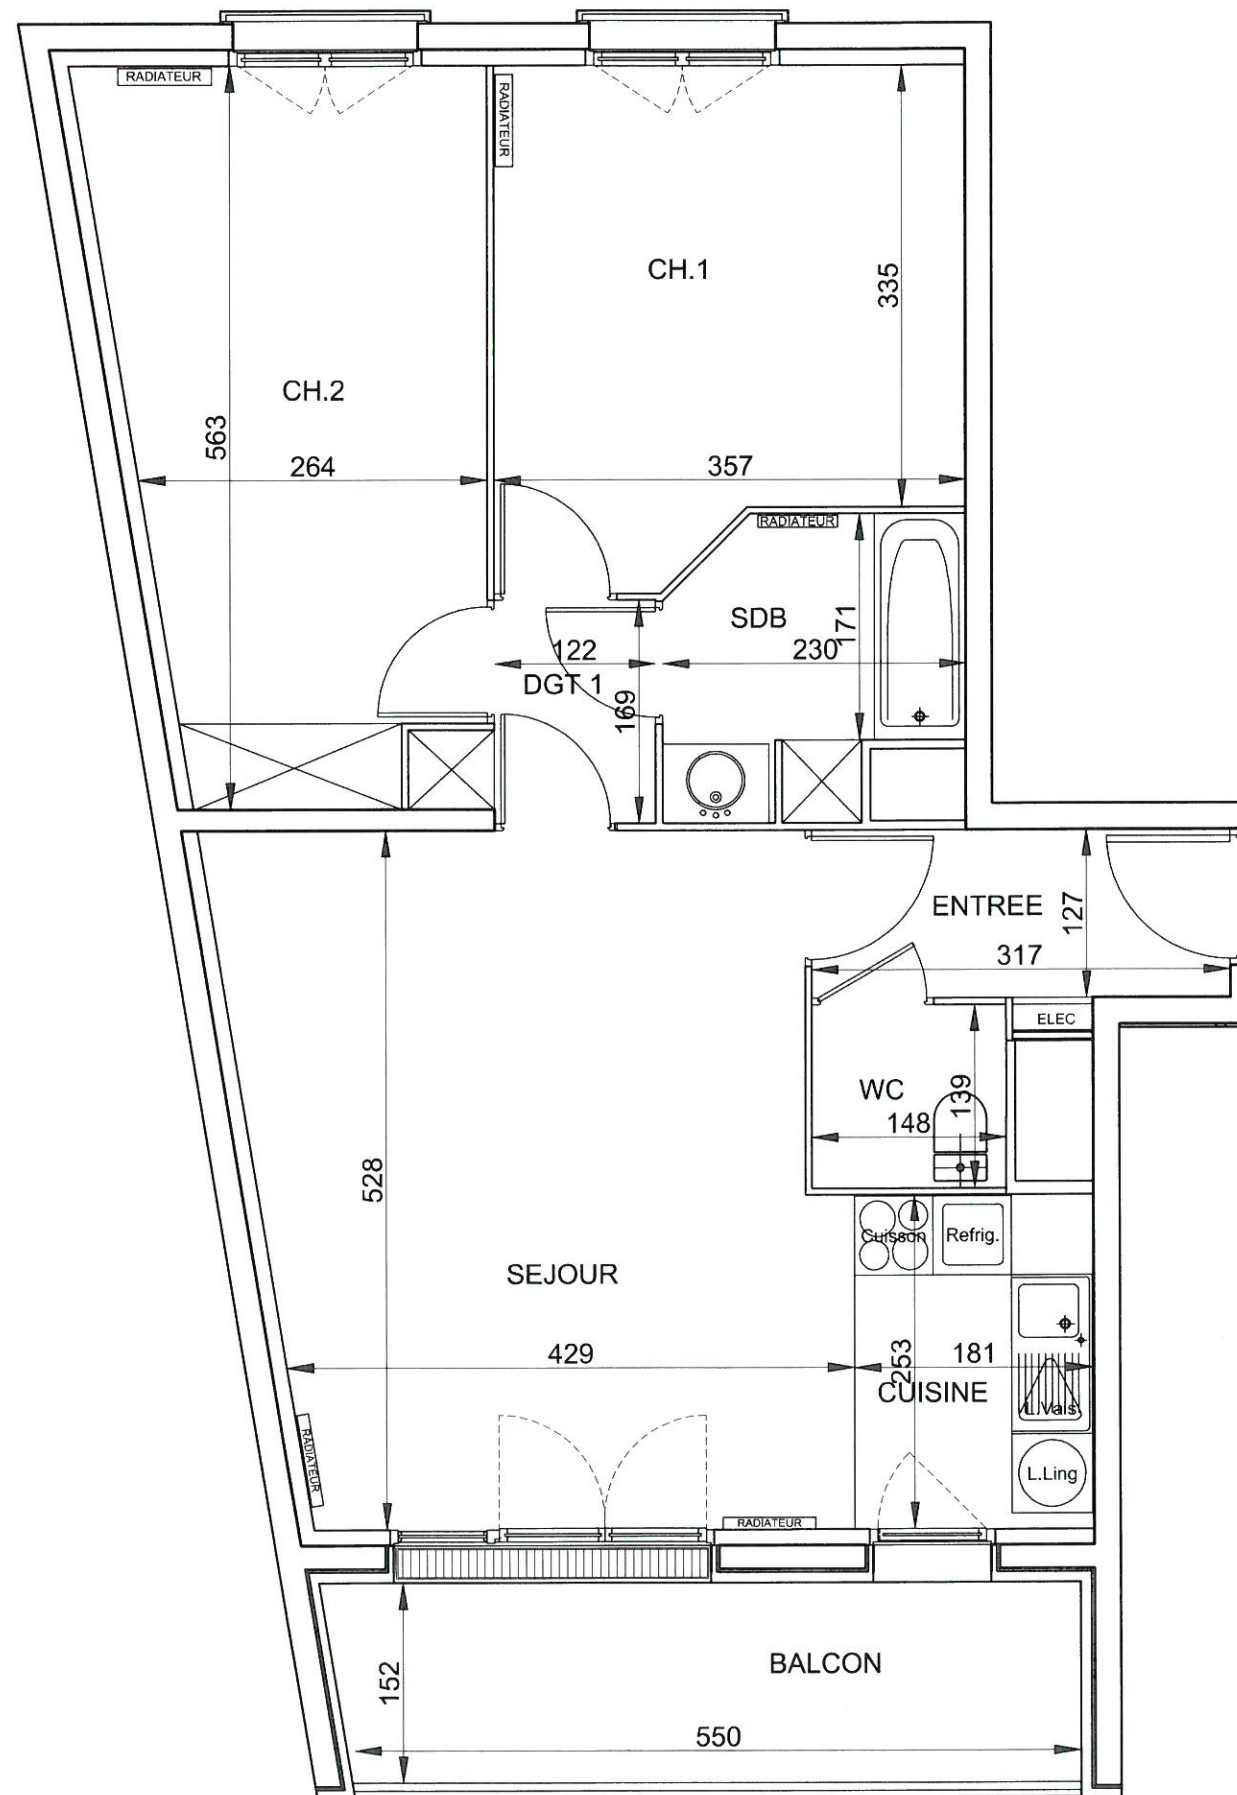 RADIATEUR
RADIATEUR
CH.1
335
CH.2
563
264
357
RADIATEUR
SDB
171
122
230
DGT 1
169
ENTREE
127
317
ELEC
WC
139
148
528
Cuisson
Refrig.
SEJOUR
429
253
181
CUISINE
L.Vais.
RADIATEUR
L.Ling
RADIATEUR
BALCON
152
550